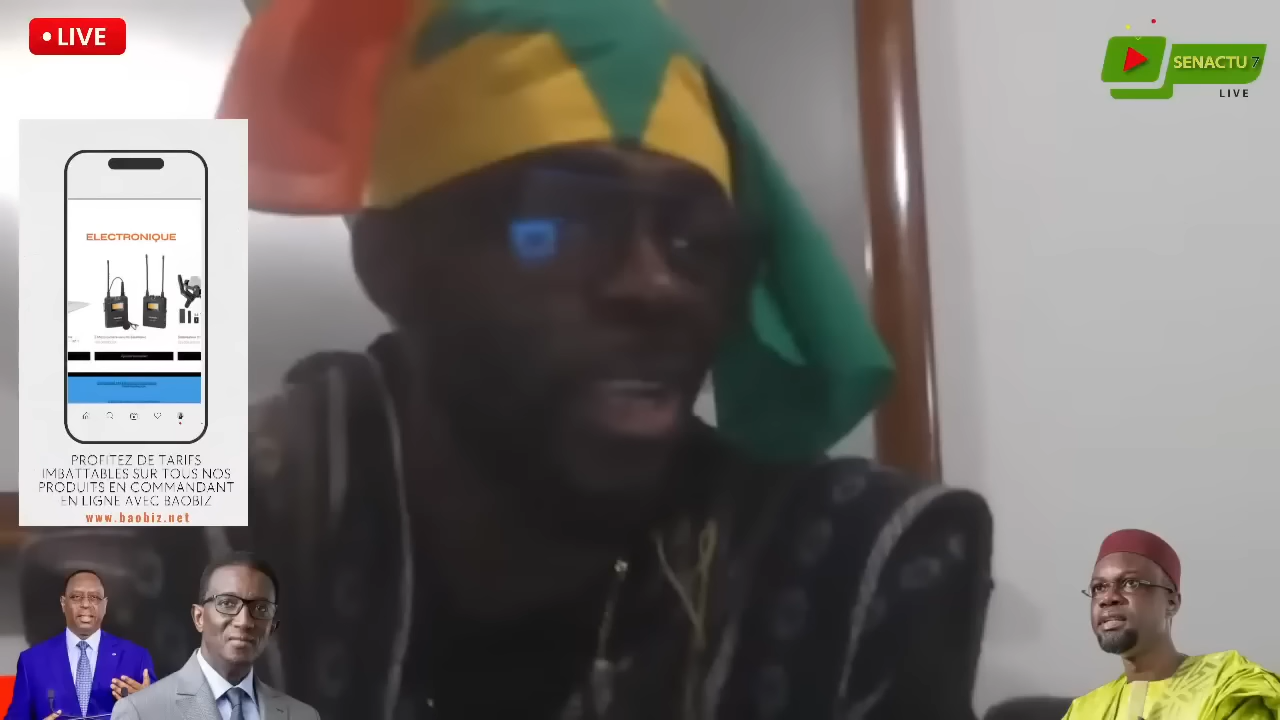 LIVE
SENACTU 7
LIVE
ELECTRONIQUE
PROFITEZ DE TARIFS
IMBATTABLES SUR TOUS NOS
PRODUITS EN COMMANDANT
EN LIGNE AVEC BAOBIZ
www.baobiz.net